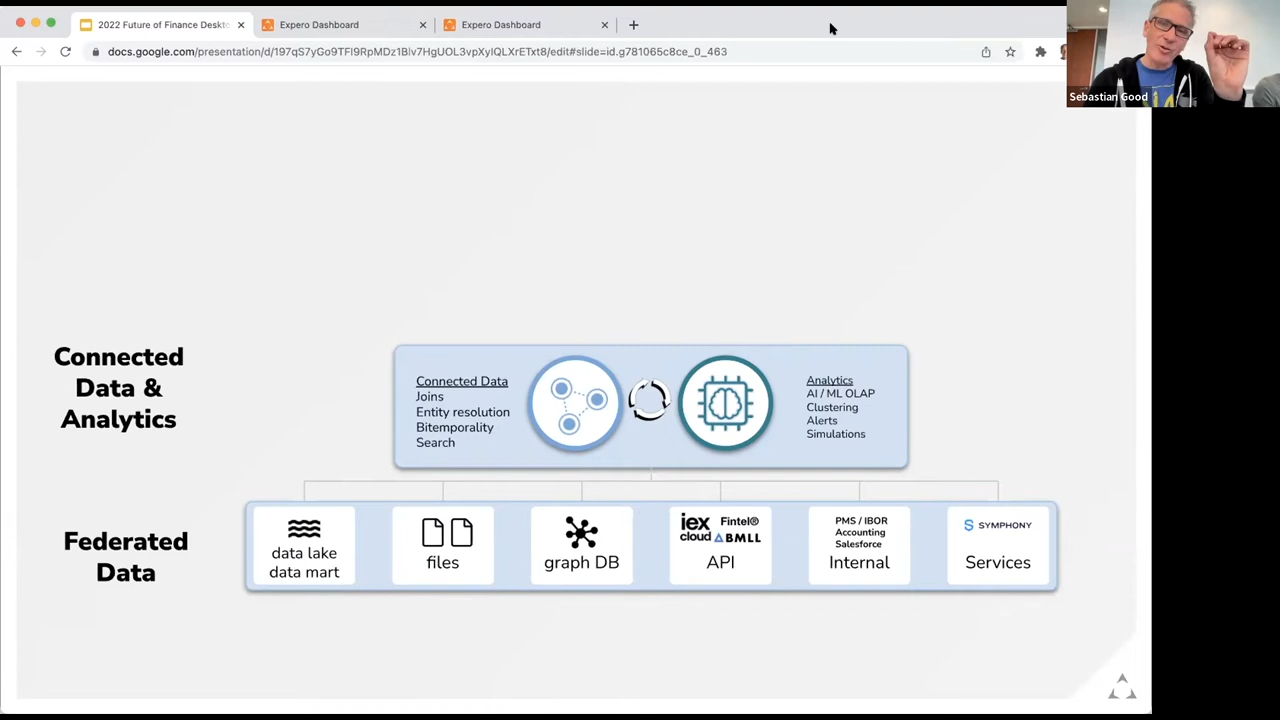 2022 Future of Finance Deskto
Expero Dashboard
Expero Dashboard
docs.google.com/presentation/d/197qS7yGo9TFl9RpMDz1Blv7HgUOL3vpXylQLXrETxt8/edit#slide=id.g781065c8ce_0_463
Sebastian Good
Connected
Data &
Analytics
Connected Data
Joins
Entity resolution
Bitemporality
Search
Analytics
AI / ML OLAP
Clustering
Alerts
Simulations
Federated
Data
data lake
data mart
files
graph DB
iex Fintel®
cloud BMLL
API
PMS / IBOR
Accounting
Salesforce
Internal
SYMPHONY
Services